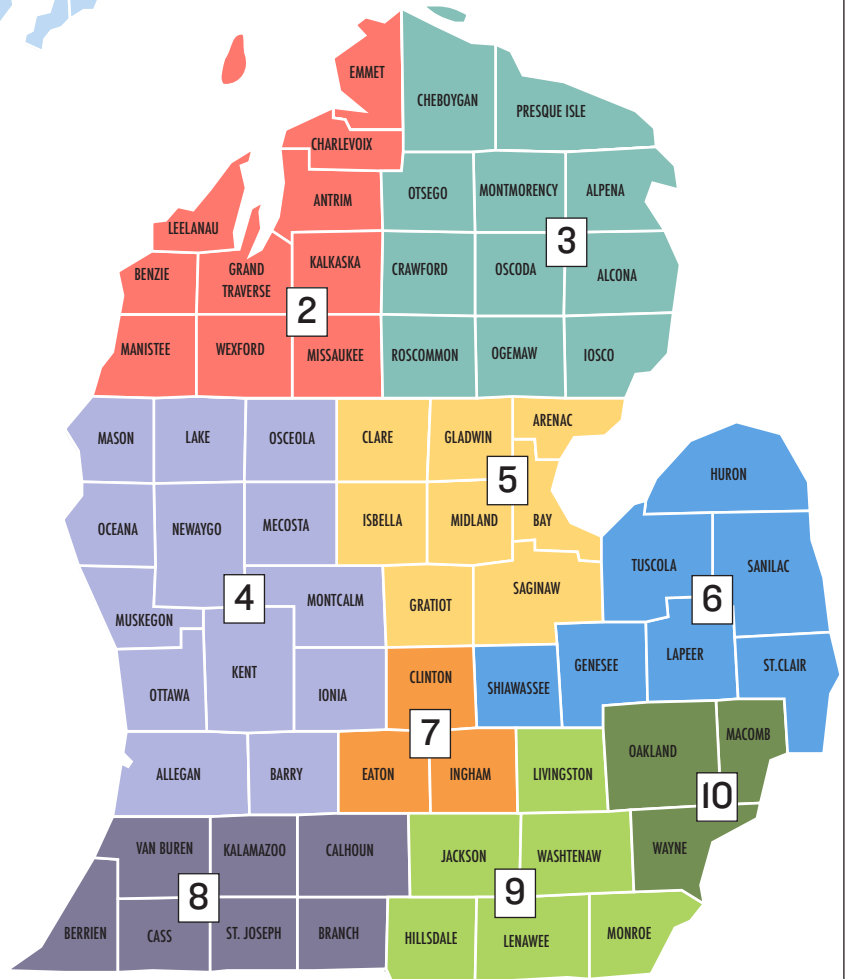 EMMET
CHEBOYGAN
PRESQUE ISLE
CHARLEVOIX
ANTRIM
OTSEGO
MONTMORENCY
ALPENA
LEELANAU
3
BENZIE
GRAND
TRAVERSE
KALKASKA
CRAWFORD
OSCODA
ALCONA
2
MANISTEE
WEXFORD
MISSAUKEE
ROSCOMMON
OGEMAW
IOSCO
MASON
LAKE
OSCEOLA
CLARE
GLADWIN
ARENAC
5
HURON
OCEANA
NEWAYGO
MECOSTA
ISBELLA
MIDLAND
BAY
TUSCOLA
SANILAC
4
6
MUSKEGON
MONTCALM
GRATIOT
SAGINAW
OTTAWA
KENT
IONIA
CLINTON
SHIAWASSEE
GENESEE
LAPEER
ST.CLAIR
7
ALLEGAN
BARRY
EATON
INGHAM
LIVINGSTON
OAKLAND
MACOMB
10
VAN BUREN
KALAMAZOO
CALHOUN
JACKSON
WASHTENAW
WAYNE
8
9
BERRIEN
CASS
ST. JOSEPH
BRANCH
HILLSDALE
LENAWEE
MONROE